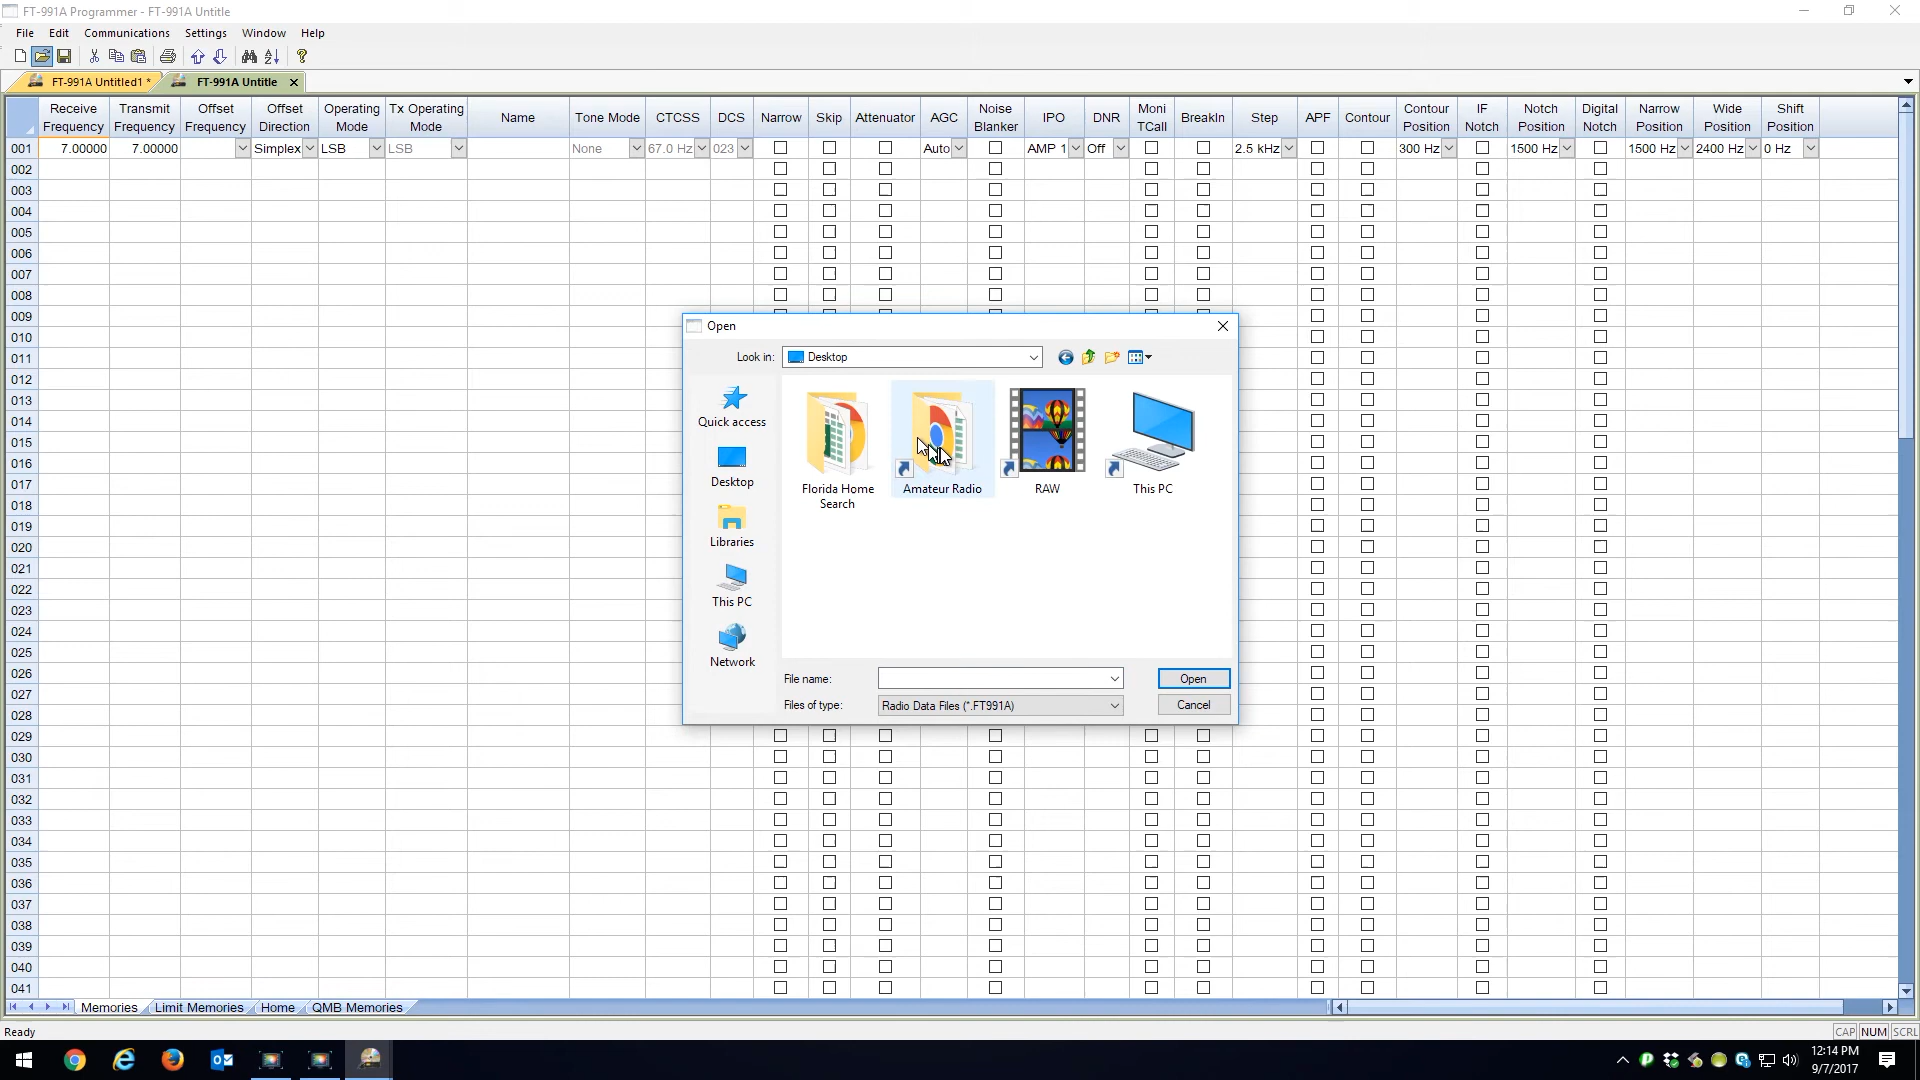 FT-991A Programmer - FT-991A Untitle
File Edit Communications Settings Window Help
FT-991A Untitled1 * FT-991A Untitle
Receive Frequency Transmit Frequency Offset Frequency Offset Direction Operating Mode Tx Operating Mode Name Tone Mode CTCSS DCS Narrow Skip Attenuator AGC Noise Blanker IPO DNR Moni TCall BreakIn Step APF Contour Contour Position IF Notch Notch Position Digital Notch Narrow Position Wide Position Shift Position
001 7.00000 7.00000 Simplex LSB LSB None 67.0 Hz 023 Auto AMP 1 Off 2.5 kHz 300 Hz 1500 Hz 1500 Hz 2400 Hz 0 Hz
002
003
004
005
006
007
008
009
010
011
012
013
014
015
016
017
018
019
020
021
022
023
024
025
026
027
028
029
030
031
032
033
034
035
036
037
038
039
040
041
Open
Look in: Desktop
Quick access
Desktop
Libraries
This PC
Network
Florida Home Search
Amateur Radio
RAW
This PC
File name:
Open
Files of type: Radio Data Files (*.FT991A)
Cancel
Memories Limit Memories Home QMB Memories
Ready
CAP NUM SCRL
12:14 PM
9/7/2017